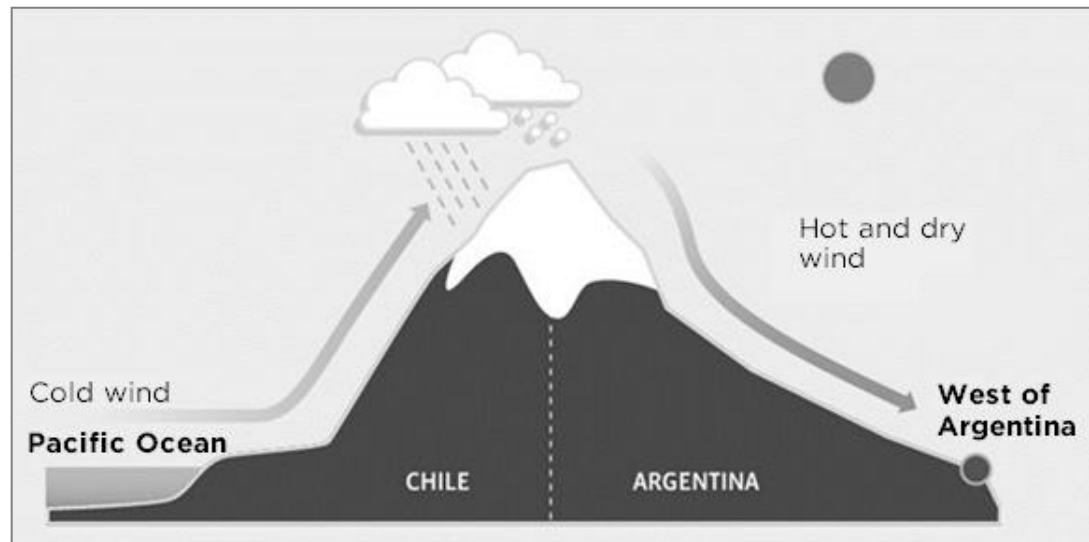 Hot and dry
wind
Cold wind
Pacific Ocean
West of
Argentina
CHILE
ARGENTINA